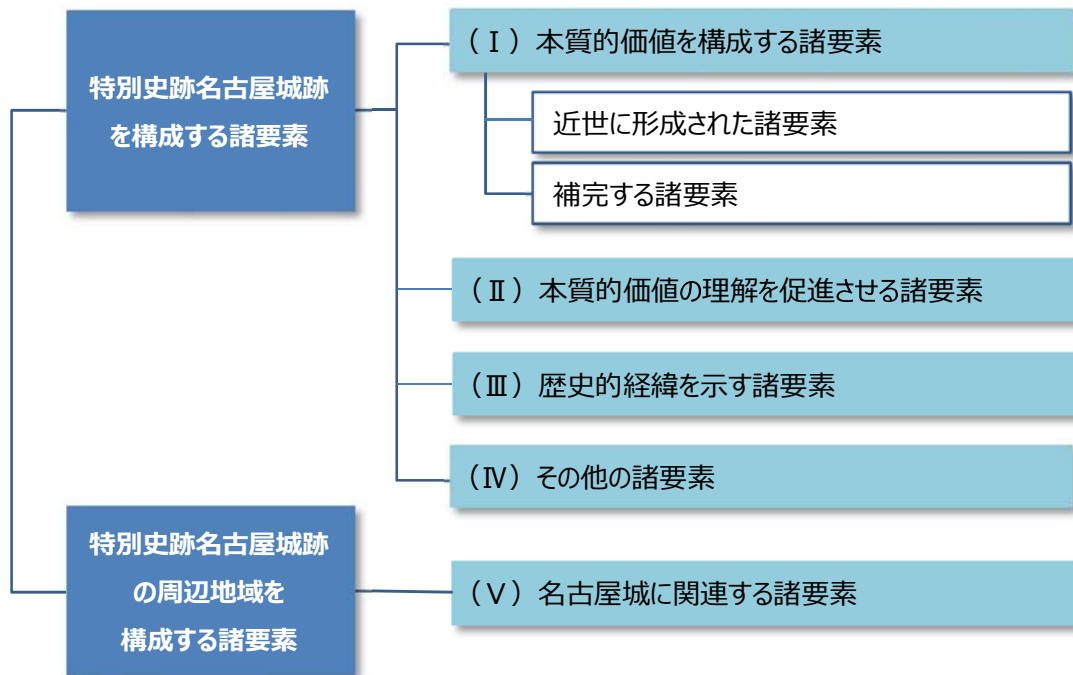 特別史跡名古屋城跡
を構成する諸要素
（Ⅰ）本質的価値を構成する諸要素
近世に形成された諸要素
補完する諸要素
（Ⅱ）本質的価値の理解を促進させる諸要素
（Ⅲ）歴史的経緯を示す諸要素
（Ⅳ）その他の諸要素
特別史跡名古屋城跡
の周辺地域を
構成する諸要素
（Ⅴ）名古屋城に関連する諸要素